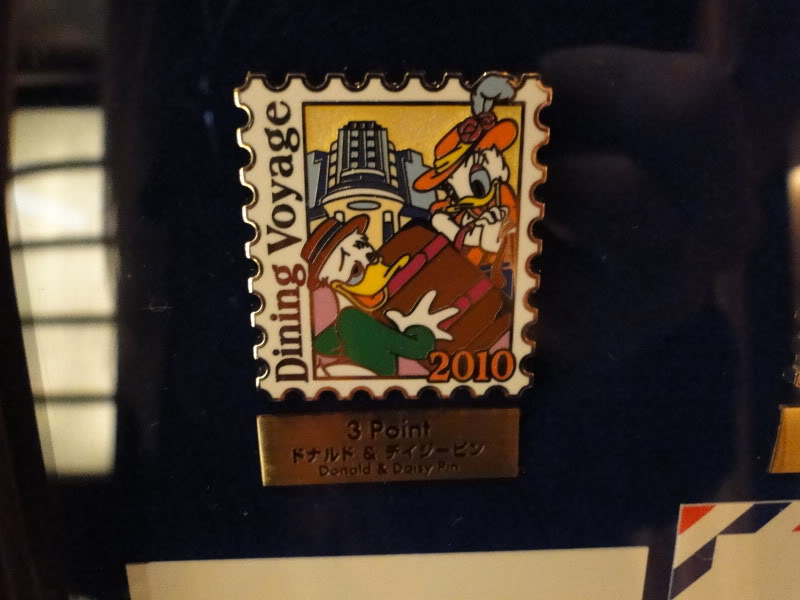 Dining Voyage
2010
3 Point
ドナルド & デイジーピン
Donald & Daisy Pin